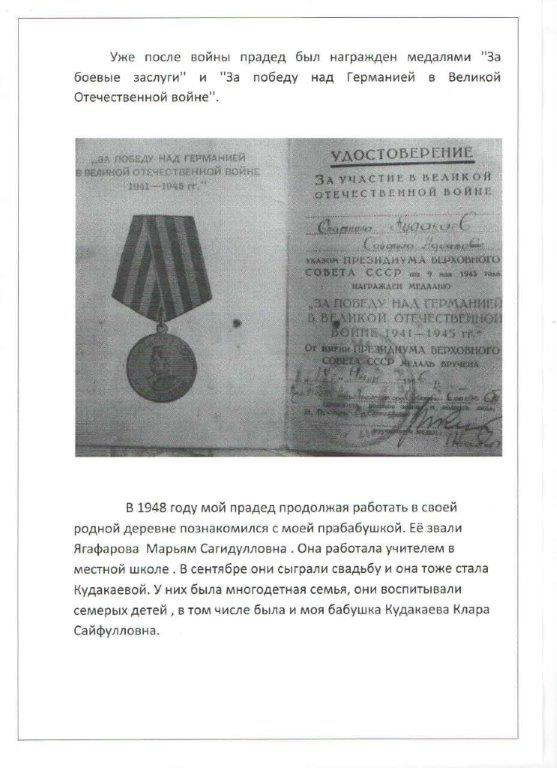 Уже после войны прадед был награжден медалями "За
боевые заслуги" и "За победу над Германией в Великой
Отечественной войне".
„ЗА ПОБЕДУ НАД ГЕРМАНИЕЙ
В ВЕЛИКОЙ ОТЕЧЕСТВЕННОЙ ВОЙНЕ
1941—1945 гг."
УДОСТОВЕРЕНИЕ
ЗА УЧАСТИЕ В ВЕЛИКОЙ
ОТЕЧЕСТВЕННОЙ ВОЙНЕ
Кудакаев
УКАЗОМ ПРЕЗИДИУМА ВЕРХОВНОГО
СОВЕТА СССР от 9 мая 1945 года
НАГРАЖДЕН МЕДАЛЬЮ
„ЗА ПОБЕДУ НАД ГЕРМАНИЕЙ
В ВЕЛИКОЙ ОТЕЧЕСТВЕННОЙ
ВОЙНЕ 1941—1945 гг."
От имени ПРЕЗИДИУМА ВЕРХОВНОГО
СОВЕТА СССР МЕДАЛЬ ВРУЧЕНА
В 1948 году мой прадед продолжая работать в своей
родной деревне познакомился с моей прабабушкой. Её звали
Ягафарова Марьям Сагидулловна . Она работала учителем в
местной школе . В сентябре они сыграли свадьбу и она тоже стала
Кудакаевой. У них была многодетная семья, они воспитывали
семерых детей , в том числе была и моя бабушка Кудакаева Клара
Сайфулловна.